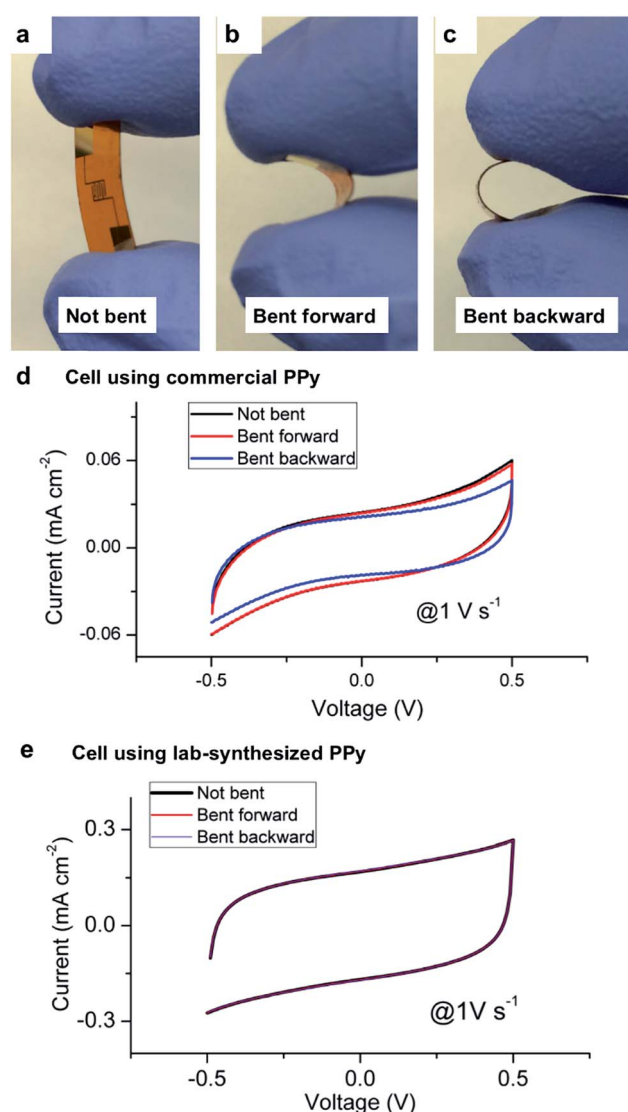 a
b
c
Not bent
Bent forward
Bent backward
d Cell using commercial PPy
Not bent
Bent forward
Bent backward
0.06
0.00
-0.06
Current (mA cm⁻²)
@1 V s⁻¹
-0.5 0.0 0.5
Voltage (V)
e Cell using lab-synthesized PPy
Not bent
Bent forward
Bent backward
0.3
0.0
-0.3
Current (mA cm⁻²)
@1V s⁻¹
-0.5 0.0 0.5
Voltage (V)